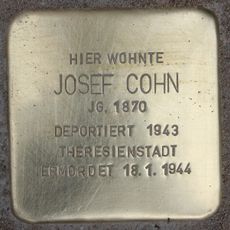 HIER WOHNTE
JOSEF COHN
JG. 1870
DEPORTIERT 1943
THERESIENSTADT
ERMORDET 18.1.1944